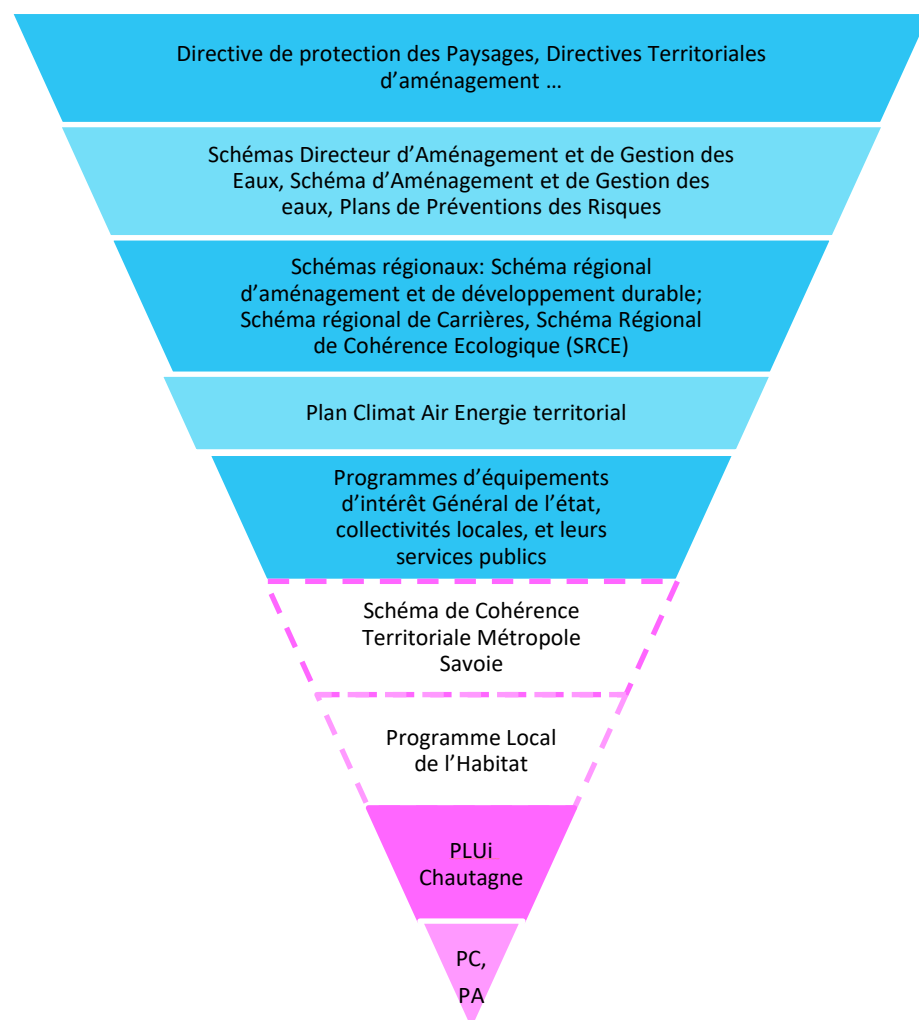 Directive de protection des Paysages, Directives Territoriales
d’aménagement …
Schémas Directeur d’Aménagement et de Gestion des
Eaux, Schéma d’Aménagement et de Gestion des
eaux, Plans de Préventions des Risques
Schémas régionaux: Schéma régional
d’aménagement et de développement durable;
Schéma régional de Carrières, Schéma Régional
de Cohérence Ecologique (SRCE)
Plan Climat Air Energie territorial
Programmes d’équipements
d’intérêt Général de l’état,
collectivités locales, et leurs
services publics
Schéma de Cohérence
Territoriale Métropole
Savoie
Programme Local
de l’Habitat
PLUi
Chautagne
PC,
PA